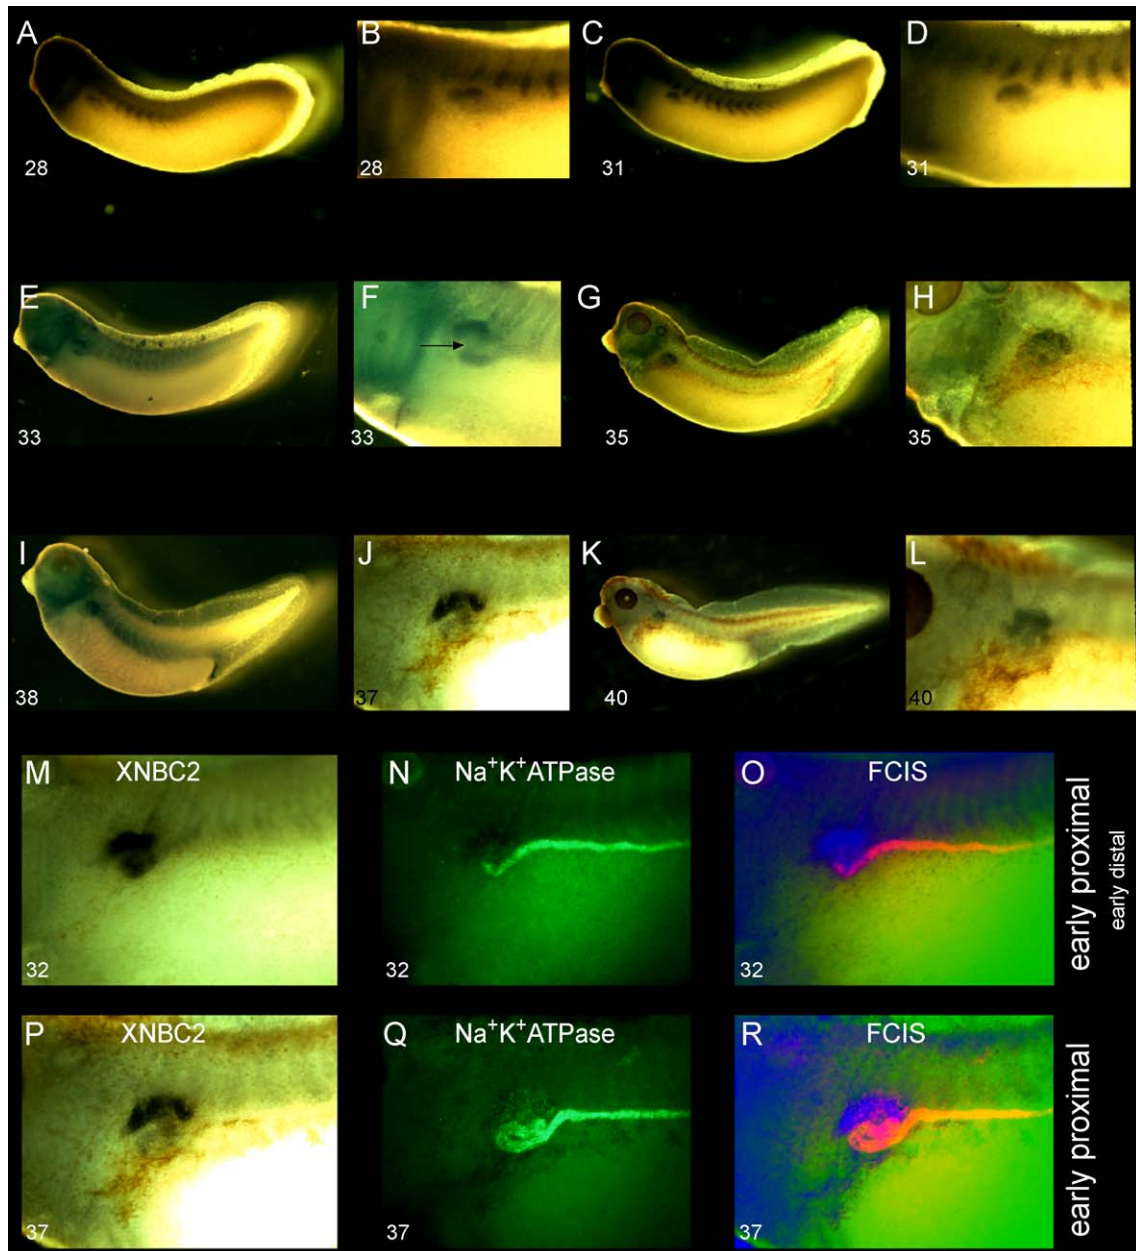 A
B
C
D
28
28
31
31
E
F
G
H
33
33
35
35
I
J
K
L
38
37
40
40
M
XNBC2
N
Na⁺K⁺ATPase
O
FCIS
32
32
32
early proximal
early distal
P
XNBC2
Q
Na⁺K⁺ATPase
R
FCIS
37
37
37
early proximal